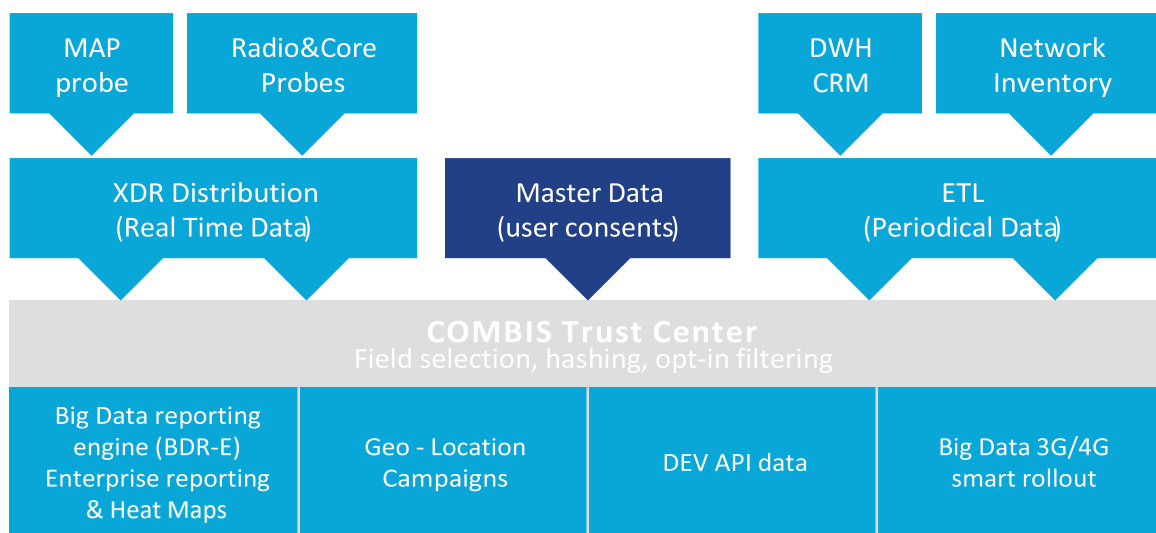 MAP
probe
Radio&Core
Probes
DWH
CRM
Network
Inventory
XDR Distribution
(Real Time Data)
Master Data
(user consents)
ETL
(Periodical Data)
COMBIS Trust Center
Field selection, hashing, opt-in filtering
Big Data reporting
engine (BDR-E)
Enterprise reporting
& Heat Maps
Geo - Location
Campaigns
DEV API data
Big Data 3G/4G
smart rollout